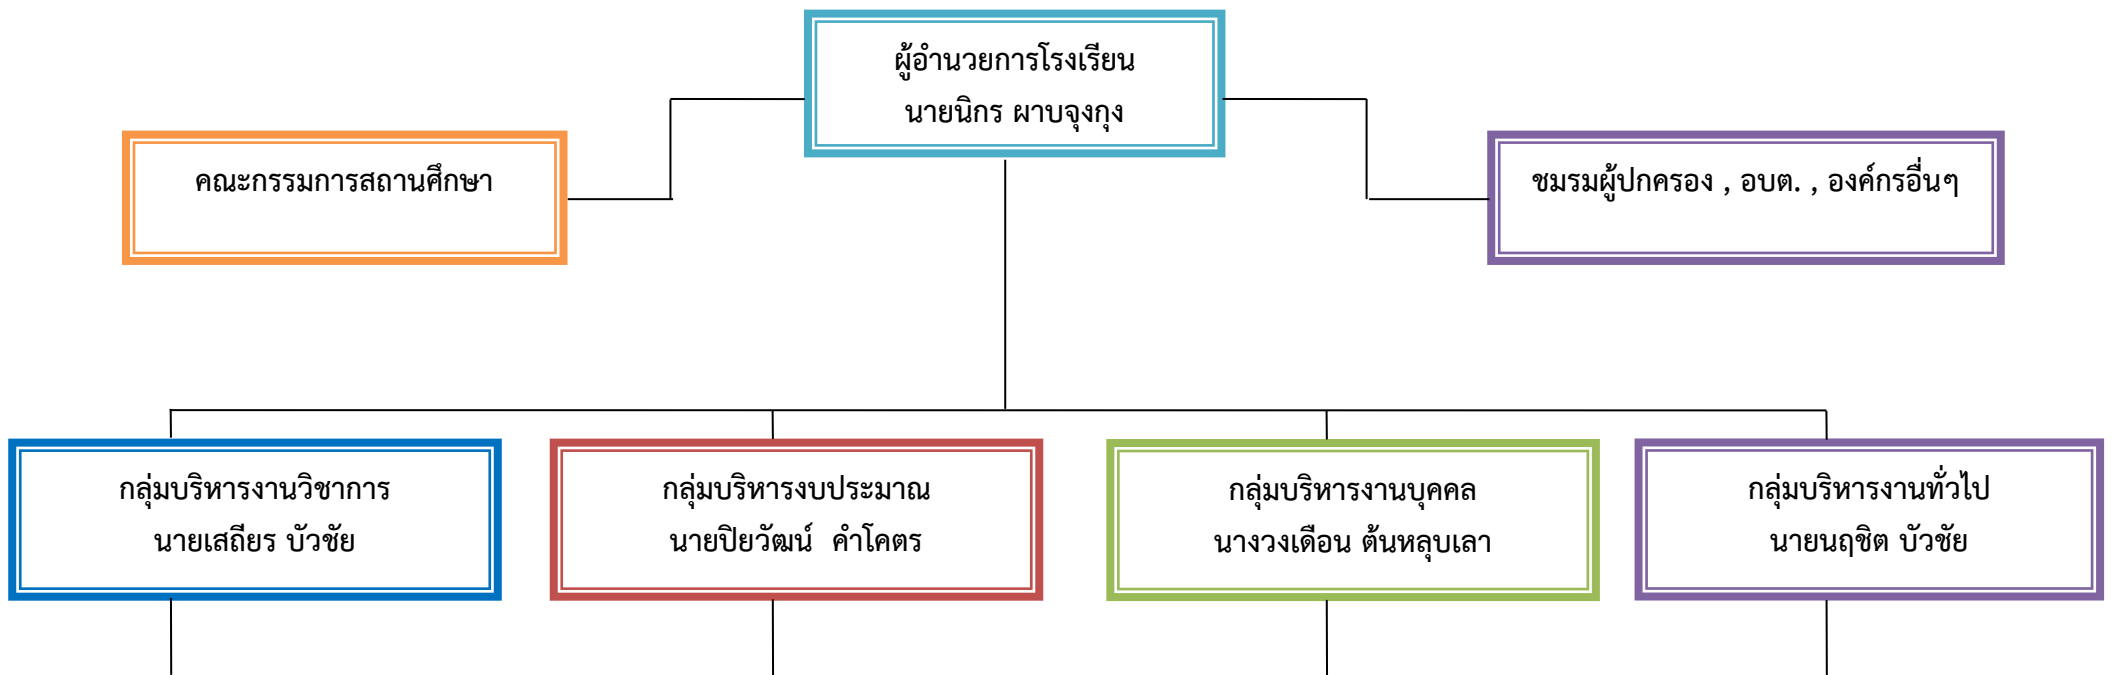 ผู้อำนวยการโรงเรียน
นายนิกร ผาบจุงกุง
คณะกรรมการสถานศึกษา
ชมรมผู้ปกครอง , อบต. , องค์กรอื่นๆ
กลุ่มบริหารงานวิชาการ
นายเสถียร บัวชัย
กลุ่มบริหารงบประมาณ
นายปิยวัฒน์  คำโคตร
กลุ่มบริหารงานบุคคล
นางวงเดือน ต้นหลุบเลา
กลุ่มบริหารงานทั่วไป
นายนฤชิต บัวชัย